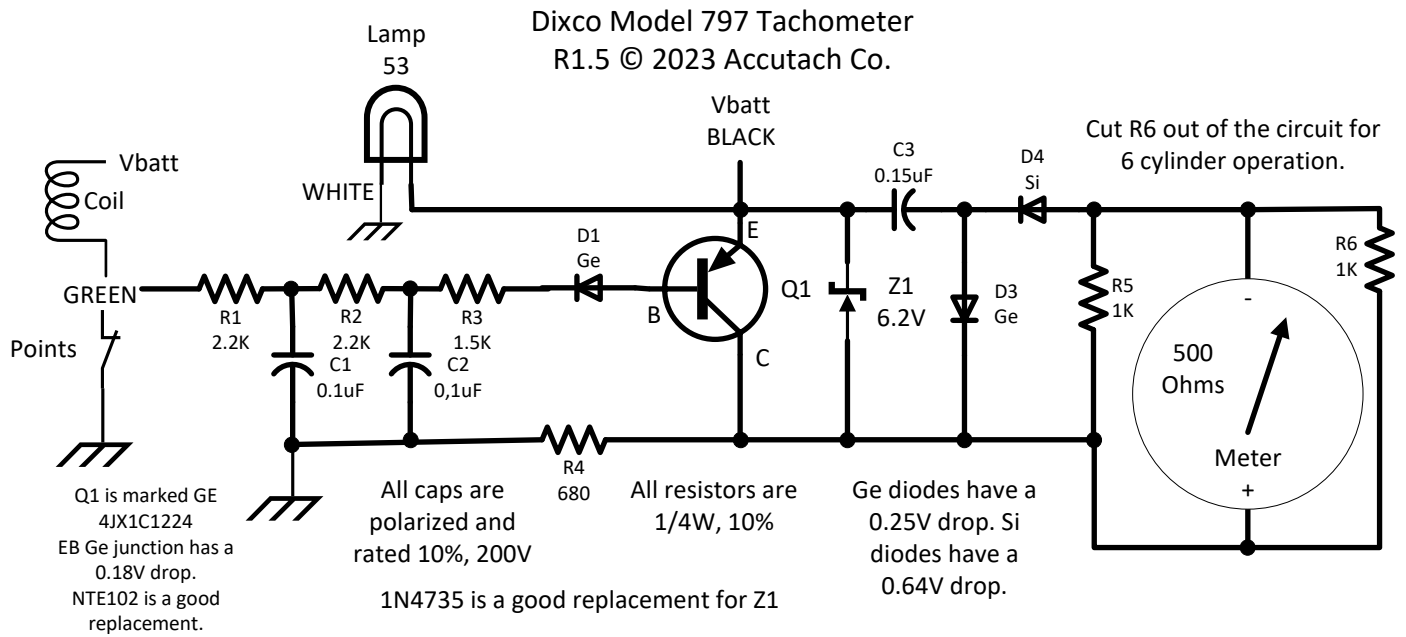 Dixco Model 797 Tachometer
R1.5 © 2023 Accutach Co.
Lamp
53
Vbatt
BLACK
Cut R6 out of the circuit for
6 cylinder operation.
C3
0.15uF
D4
Si
Vbatt
Coil
WHITE
E
D1
Ge
R6
1K
GREEN
B
Q1
Z1
6.2V
D3
Ge
R5
1K
-
R1
2.2K
R2
2.2K
R3
1.5K
Points
C1
0.1uF
C2
0,1uF
C
500
Ohms
Meter
+
R4
680
Q1 is marked GE
4JX1C1224
EB Ge junction has a
0.18V drop.
NTE102 is a good
replacement.
All caps are
polarized and
rated 10%, 200V
All resistors are
1/4W, 10%
Ge diodes have a
0.25V drop. Si
diodes have a
0.64V drop.
1N4735 is a good replacement for Z1